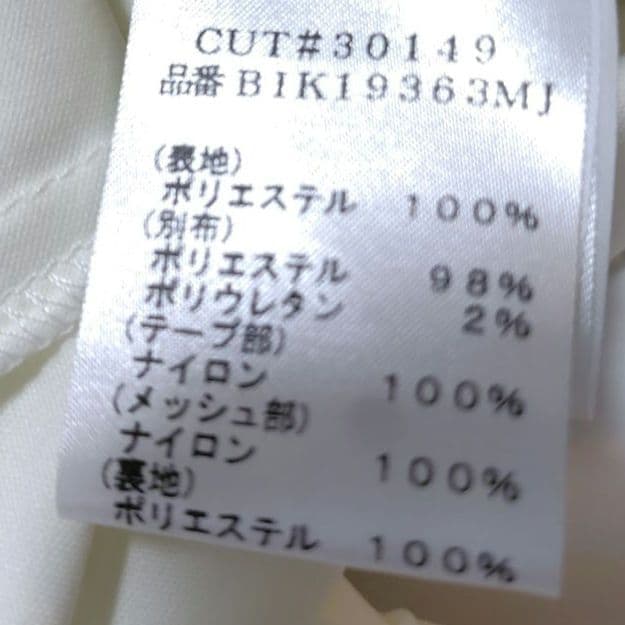 CUT#30149
品番 BIK19363MJ
(表地)
ポリエステル 100%
(別布)
ポリエステル 98%
ポリウレタン 2%
(テープ部)
ナイロン 100%
(メッシュ部)
ナイロン 100%
(裏地)
ポリエステル 100%